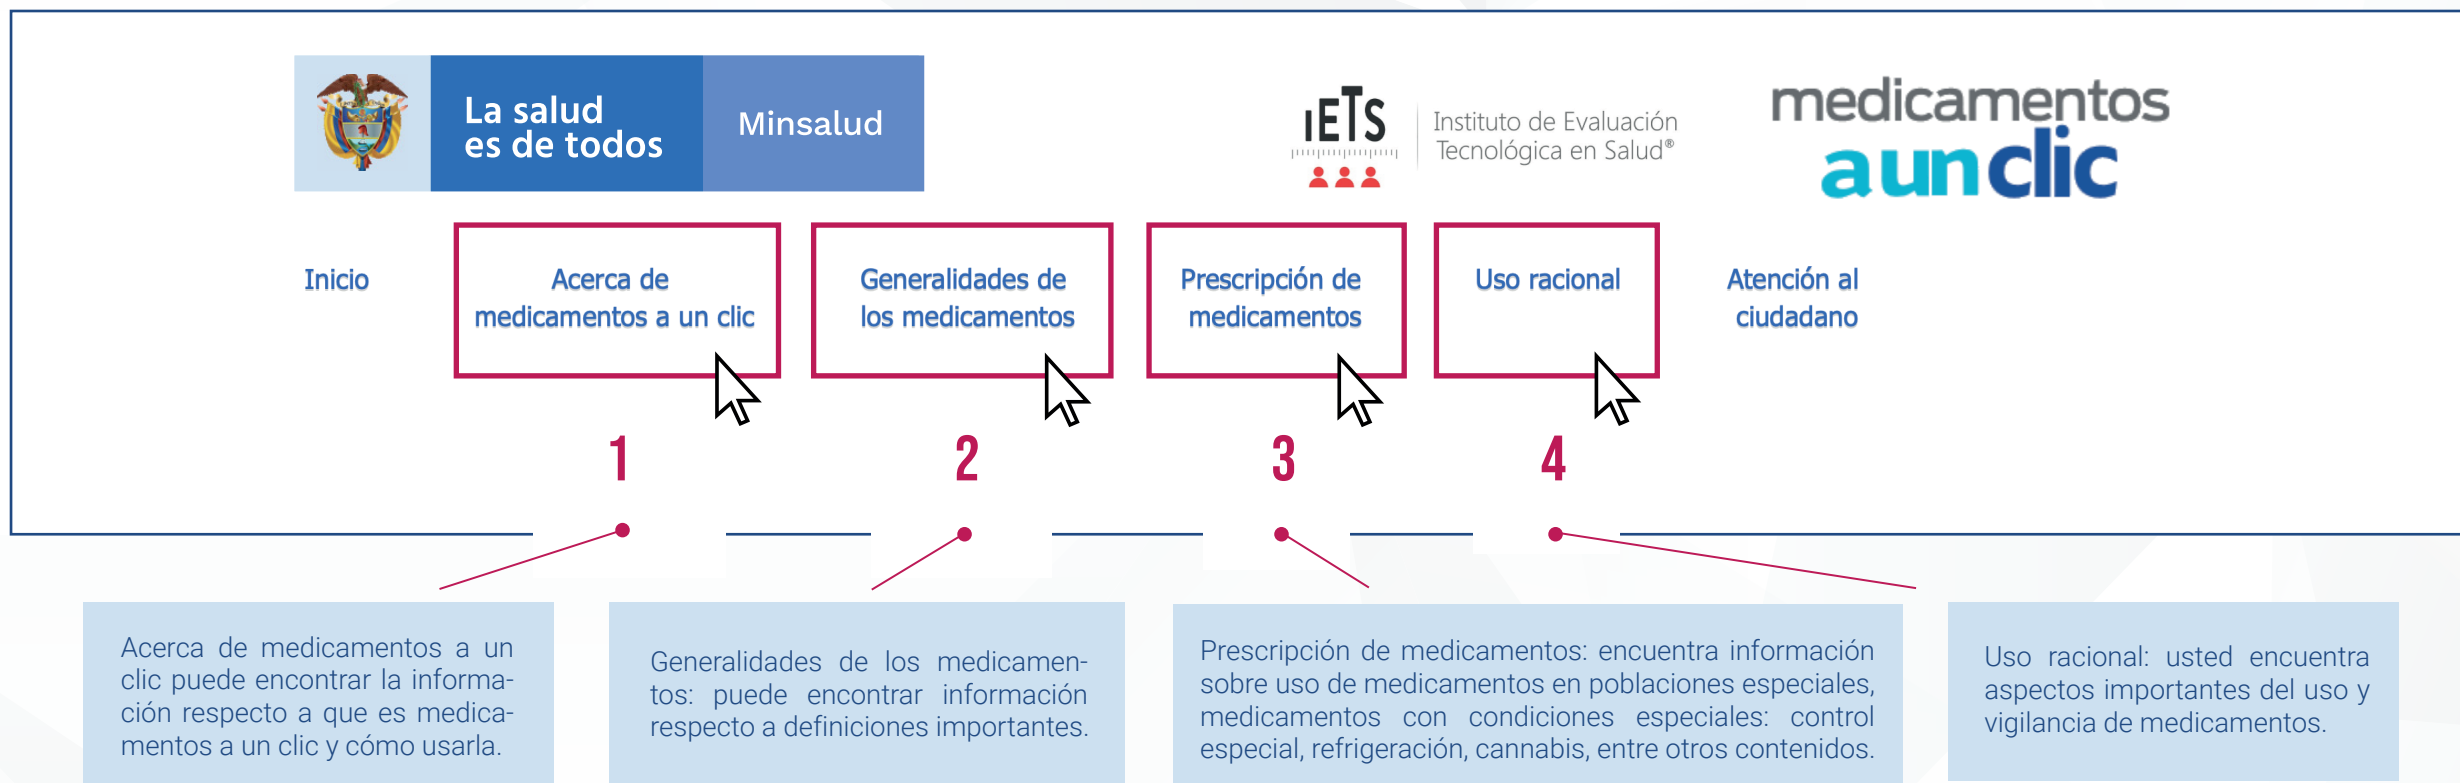 La salud
es de todos
Minsalud
IETS
Instituto de Evaluación
Tecnológica en Salud®
medicamentos
a un clic
Inicio
Acerca de
medicamentos a un clic
Generalidades de
los medicamentos
Prescripción de
medicamentos
Uso racional
Atención al
ciudadano
1
2
3
4
Acerca de medicamentos a un
clic puede encontrar la informa-
ción respecto a que es medica-
mentos a un clic y cómo usarla.
Generalidades de los medicamen-
tos: puede encontrar información
respecto a definiciones importantes.
Prescripción de medicamentos: encuentra información
sobre uso de medicamentos en poblaciones especiales,
medicamentos con condiciones especiales: control
especial, refrigeración, cannabis, entre otros contenidos.
Uso racional: usted encuentra
aspectos importantes del uso y
vigilancia de medicamentos.